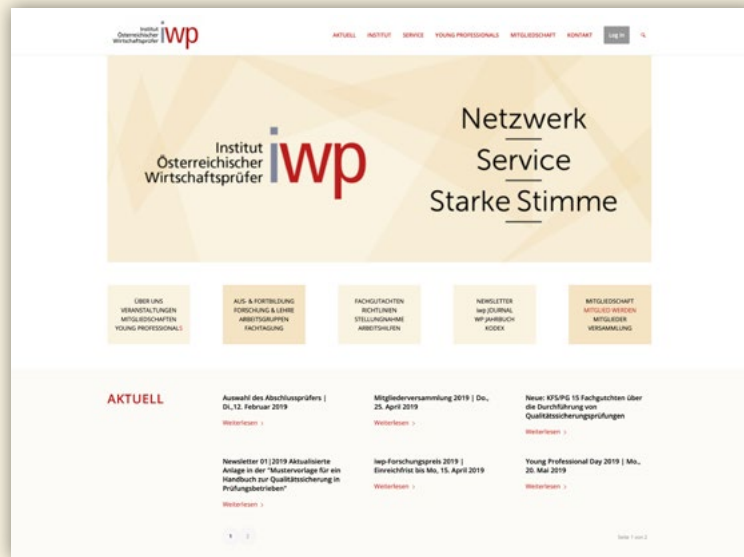 Institut
Österreichischer
Wirtschaftsprüfer
iwp
AKTUELL INSTITUT SERVICE YOUNG PROFESSIONALS MITGLIEDSCHAFT KONTAKT Log In
Institut
Österreichischer
Wirtschaftsprüfer
iwp
Netzwerk
Service
Starke Stimme
ÜBER UNS
VERANSTALTUNGEN
MITGLIEDSCHAFTEN
YOUNG PROFESSIONALS
AUS- & FORTBILDUNG
FORSCHUNG & LEHRE
ARBEITSGRUPPEN
FACHTAGUNG
FACHGUTACHTEN
RICHTLINIEN
STELLUNGNAHME
ARBEITSHILFEN
NEWSLETTER
iwp JOURNAL
WP JAHRBUCH
KODEX
MITGLIEDSCHAFT
MITGLIED WERDEN
MITGLIEDER
VERSAMMLUNG
AKTUELL
Auswahl des Abschlussprüfers |
Di.,12. Februar 2019
Weiterlesen >
Mitgliederversammlung 2019 | Do.,
25. April 2019
Weiterlesen >
Neue: KFS/PG 15 Fachgutchten über
die Durchführung von
Qualitätssicherungsprüfungen
Weiterlesen >
Newsletter 01|2019 Aktualisierte
Anlage in der "Mustervorlage für ein
Handbuch zur Qualitätssicherung in
Prüfungsbetrieben"
Weiterlesen >
iwp-Forschungspreis 2019 |
Einreichfrist bis Mo, 15. April 2019
Weiterlesen >
Young Professional Day 2019 | Mo.,
20. Mai 2019
Weiterlesen >
1 2
Seite 1 von 2